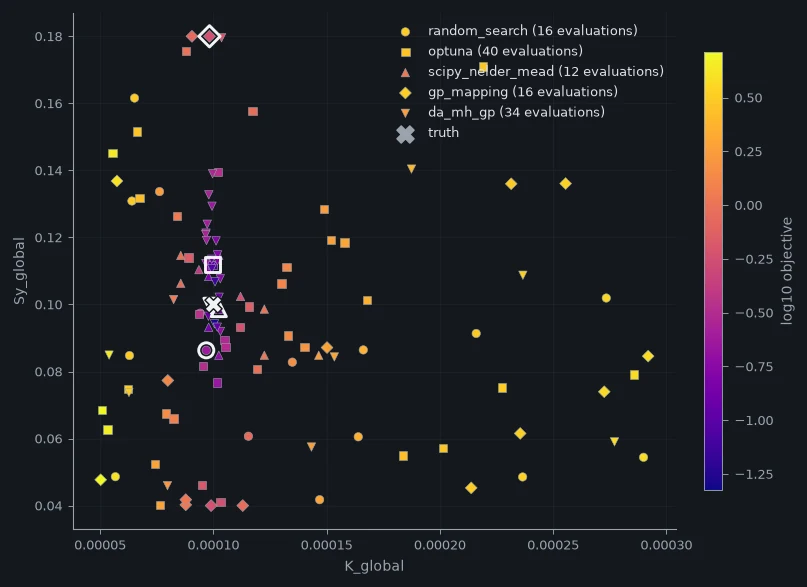 random_search (16 evaluations)
optuna (40 evaluations)
scipy_nelder_mead (12 evaluations)
gp_mapping (16 evaluations)
da_mh_gp (34 evaluations)
truth
0.18
0.16
0.14
0.12
0.10
0.08
0.06
0.04
Sy_global
0.00005
0.00010
0.00015
0.00020
0.00025
0.00030
K_global
0.50
0.25
0.00
−0.25
−0.50
−0.75
−1.00
−1.25
log10 objective